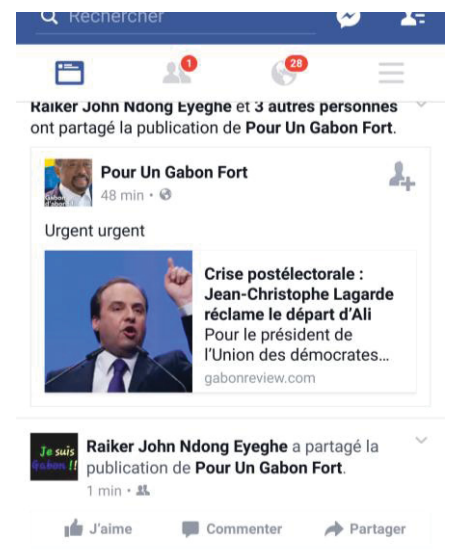 Rechercher
1
28
Raiker John Ndong Eyeghe et 3 autres personnes
ont partagé la publication de Pour Un Gabon Fort.
Pour Un Gabon Fort
48 min
Gabon
d'abord
Urgent urgent
Crise postélectorale :
Jean-Christophe Lagarde
réclame le départ d'Ali
Pour le président de
l'Union des démocrates...
gabonreview.com
Je suis
Gabon !!
Raiker John Ndong Eyeghe a partagé la
publication de Pour Un Gabon Fort.
1 min
J'aime
Commenter
Partager